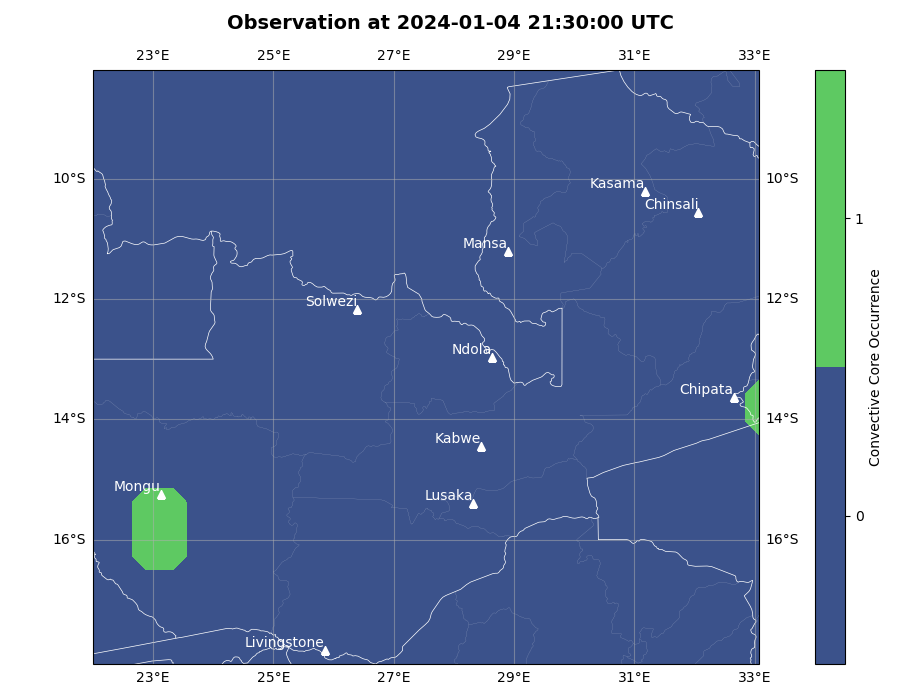 Observation at 2024-01-04 21:30:00 UTC
23°E 25°E 27°E 29°E 31°E 33°E
10°S 10°S
12°S 12°S
14°S 14°S
16°S 16°S
Kasama
Chinsali
Mansa
Solwezi
Ndola
Chipata
Kabwe
Mongu
Lusaka
Livingstone
23°E 25°E 27°E 29°E 31°E 33°E
1
0
Convective Core Occurrence